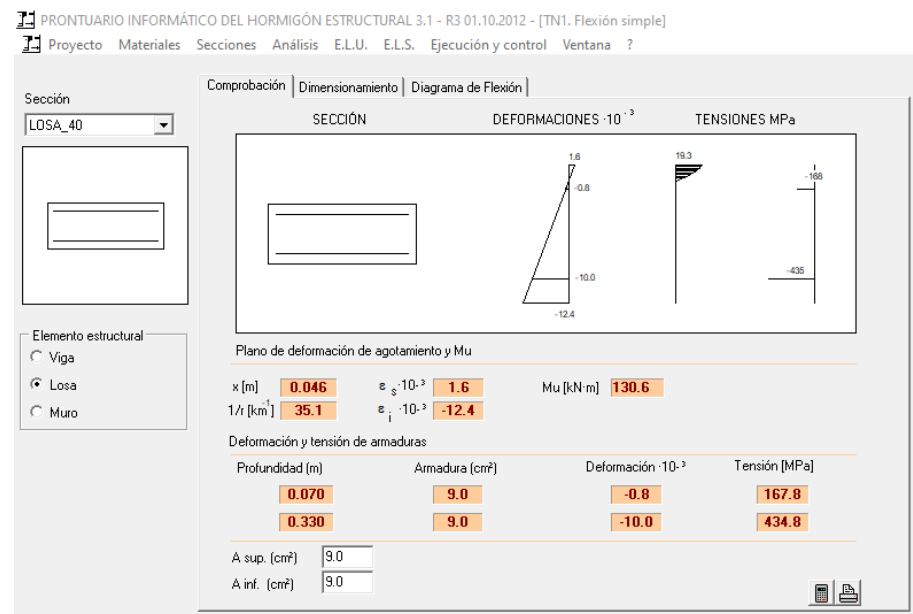 PRONTUARIO INFORMÁTICO DEL HORMIGÓN ESTRUCTURAL 3.1 - R3 01.10.2012 - [TN1. Flexión simple]
Proyecto Materiales Secciones Análisis E.L.U. E.L.S. Ejecución y control Ventana ?
Sección
LOSA_40
Elemento estructural
Viga
Losa
Muro
Comprobación Dimensionamiento Diagrama de Flexión
SECCIÓN DEFORMACIONES ·10⁻³ TENSIONES MPa
1.6 19.3
-0.8 -168
-10.0 -435
-12.4
Plano de deformación de agotamiento y Mu
x [m] 0.046 ε s ·10-³ 1.6 Mu [kN·m] 130.6
1/r [km⁻¹] 35.1 ε i ·10-³ -12.4
Deformación y tensión de armaduras
Profundidad (m) Armadura (cm²) Deformación ·10-³ Tensión [MPa]
0.070 9.0 -0.8 167.8
0.330 9.0 -10.0 434.8
A sup. (cm²) 9.0
A inf. (cm²) 9.0